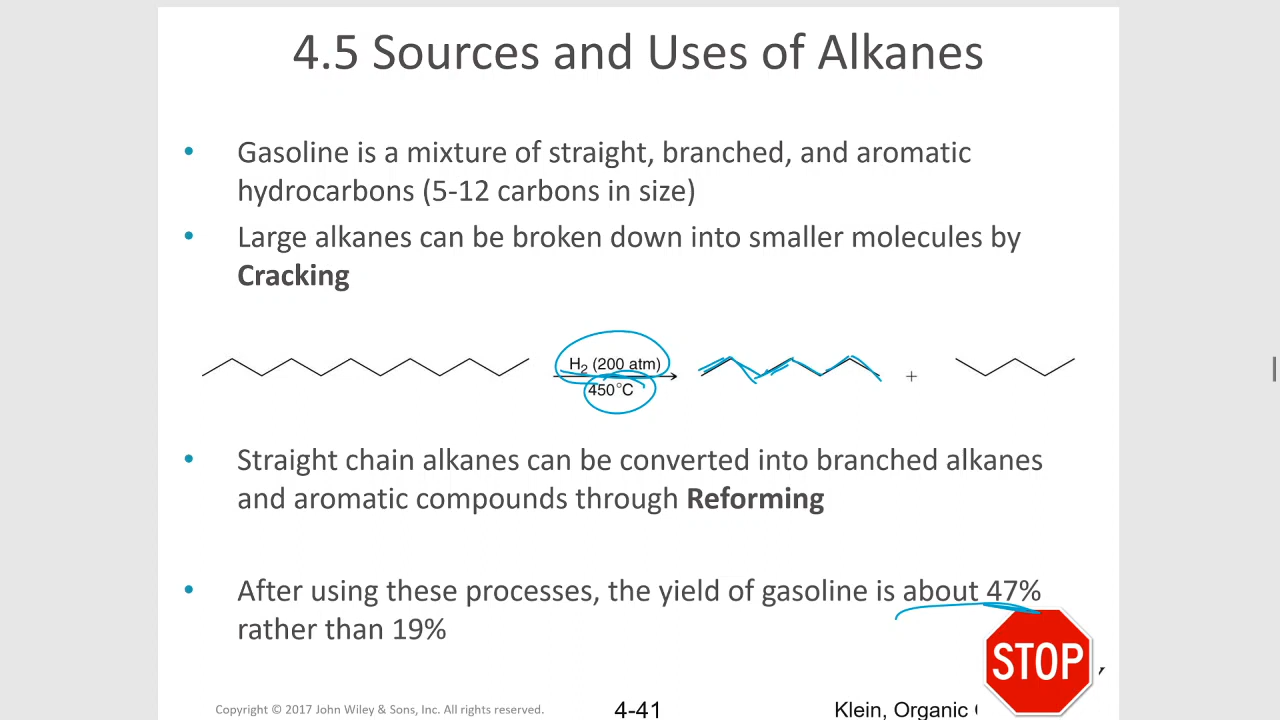 4.5 Sources and Uses of Alkanes
• Gasoline is a mixture of straight, branched, and aromatic
hydrocarbons (5-12 carbons in size)
• Large alkanes can be broken down into smaller molecules by
Cracking
H₂ (200 atm)
450°C
+
• Straight chain alkanes can be converted into branched alkanes
and aromatic compounds through Reforming
• After using these processes, the yield of gasoline is about 47%
rather than 19%
STOP
Copyright © 2017 John Wiley & Sons, Inc. All rights reserved.
4-41
Klein, Organic